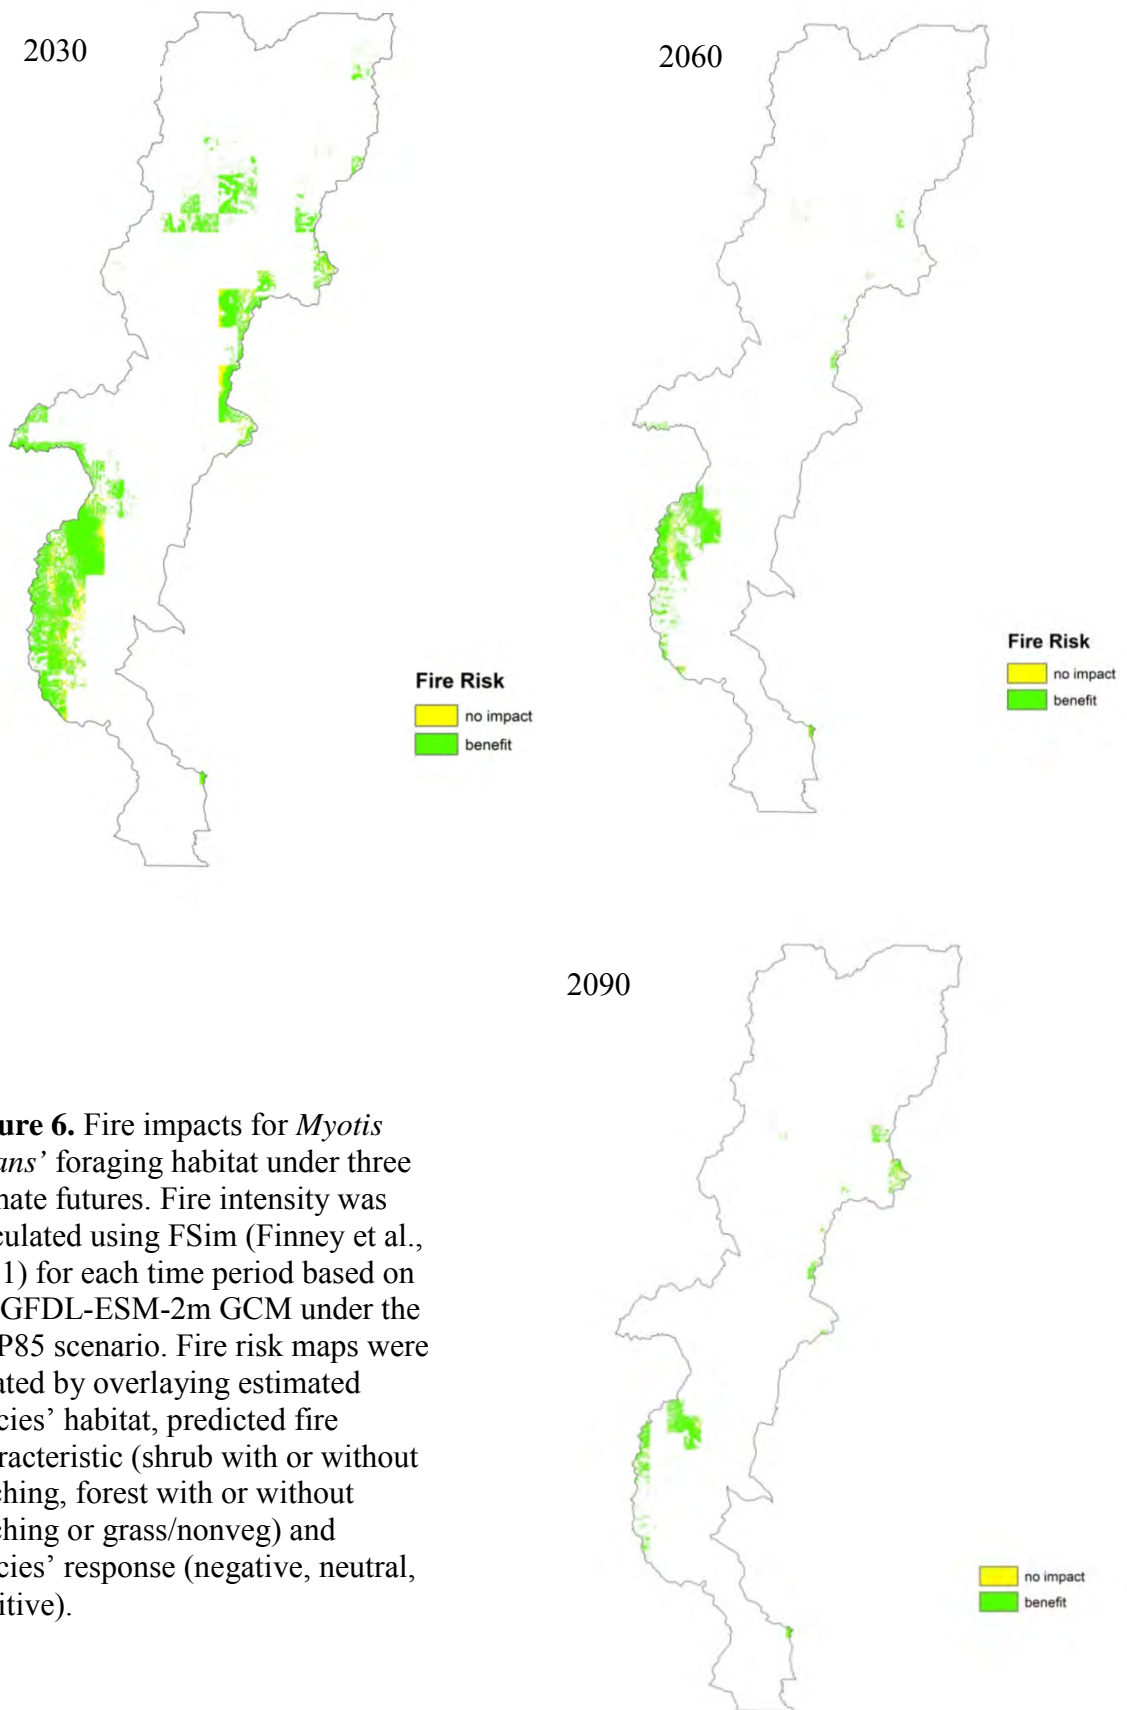 2030
2060
Fire Risk
no impact
benefit
Fire Risk
no impact
benefit
2090
ure 6. Fire impacts for Myotis
ans’ foraging habitat under three
nate futures. Fire intensity was
culated using FSim (Finney et al.,
1) for each time period based on
GFDL-ESM-2m GCM under the
P85 scenario. Fire risk maps were
ated by overlaying estimated
cies’ habitat, predicted fire
racteristic (shrub with or without
ching, forest with or without
ching or grass/nonveg) and
cies’ response (negative, neutral,
itive).
no impact
benefit